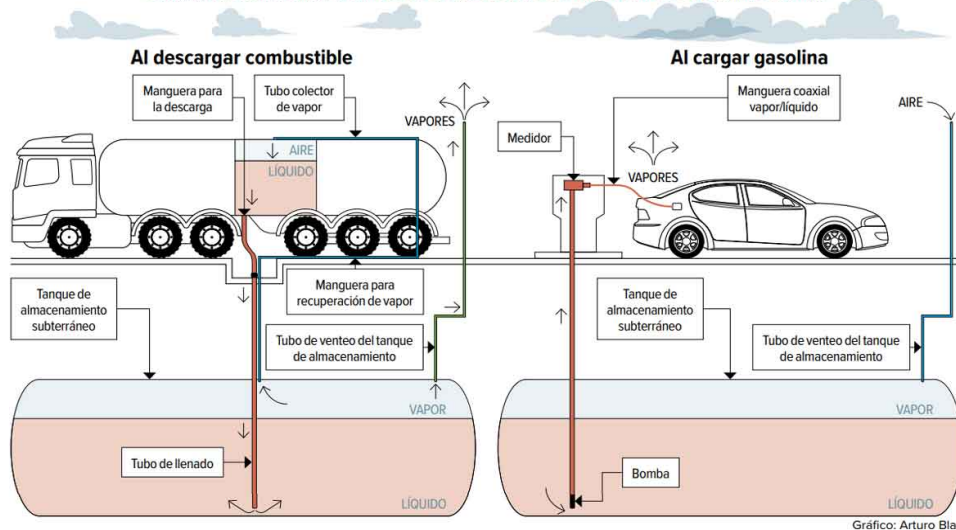 Al descargar combustible
Manguera para
la descarga
Tubo colector
de vapor
VAPORES
AIRE
LÍQUIDO
Tanque de
almacenamiento
subterráneo
Manguera para
recuperación de vapor
Tubo de venteo del tanque
de almacenamiento
VAPOR
Tubo de llenado
LÍQUIDO
Al cargar gasolina
Manguera coaxial
vapor/líquido
AIRE
Medidor
VAPORES
Tanque de
almacenamiento
subterráneo
Tubo de venteo del tanque
de almacenamiento
VAPOR
Bomba
LÍQUIDO
Gráfico: Arturo Bla